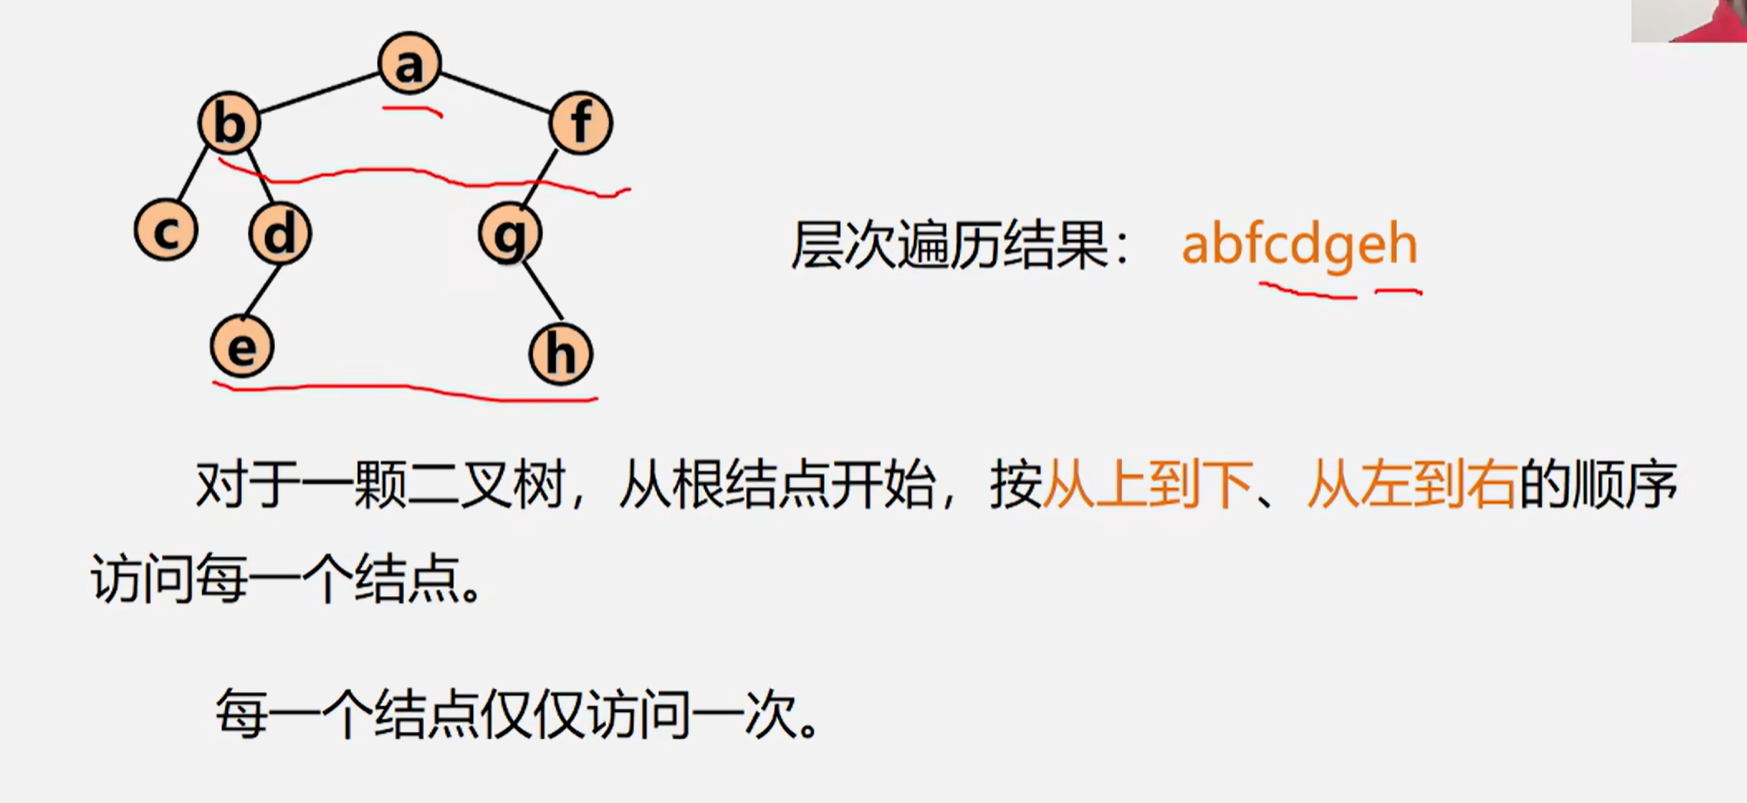 a
b f
c d g
e h
层次遍历结果： abfcdgeh
对于一颗二叉树，从根结点开始，按从上到下、从左到右的顺序
访问每一个结点。
每一个结点仅仅访问一次。